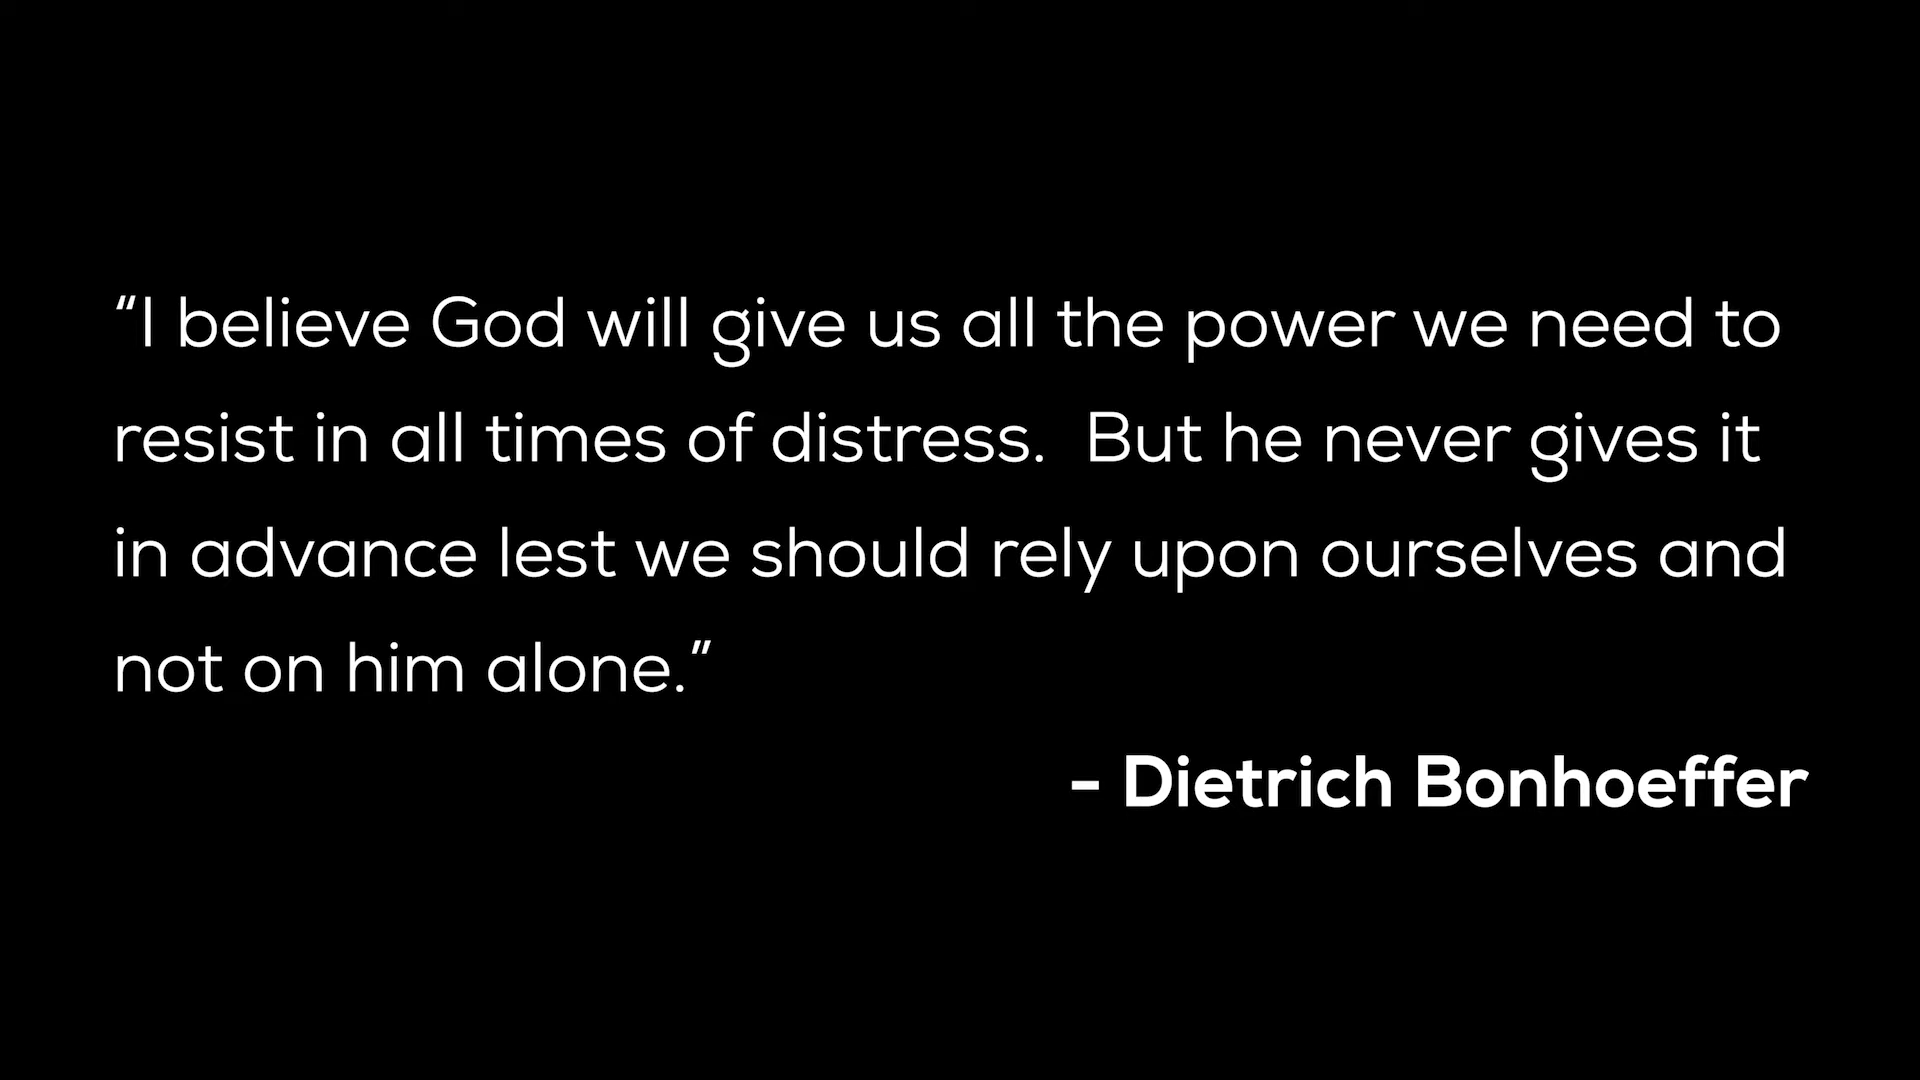 “I believe God will give us all the power we need to
resist in all times of distress.  But he never gives it
in advance lest we should rely upon ourselves and
not on him alone.”
- Dietrich Bonhoeffer